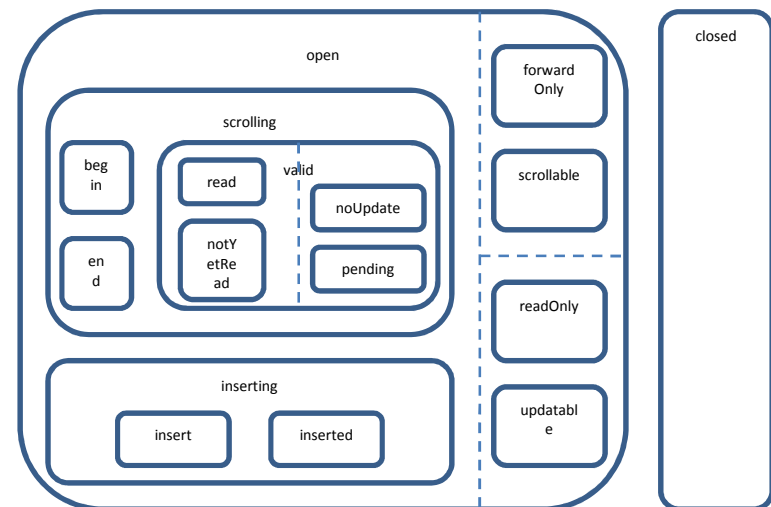 open
scrolling
beg
in
en
d
valid
read
notY
etRe
ad
noUpdate
pending
inserting
insert
inserted
forward
Only
scrollable
readOnly
updatabl
e
closed